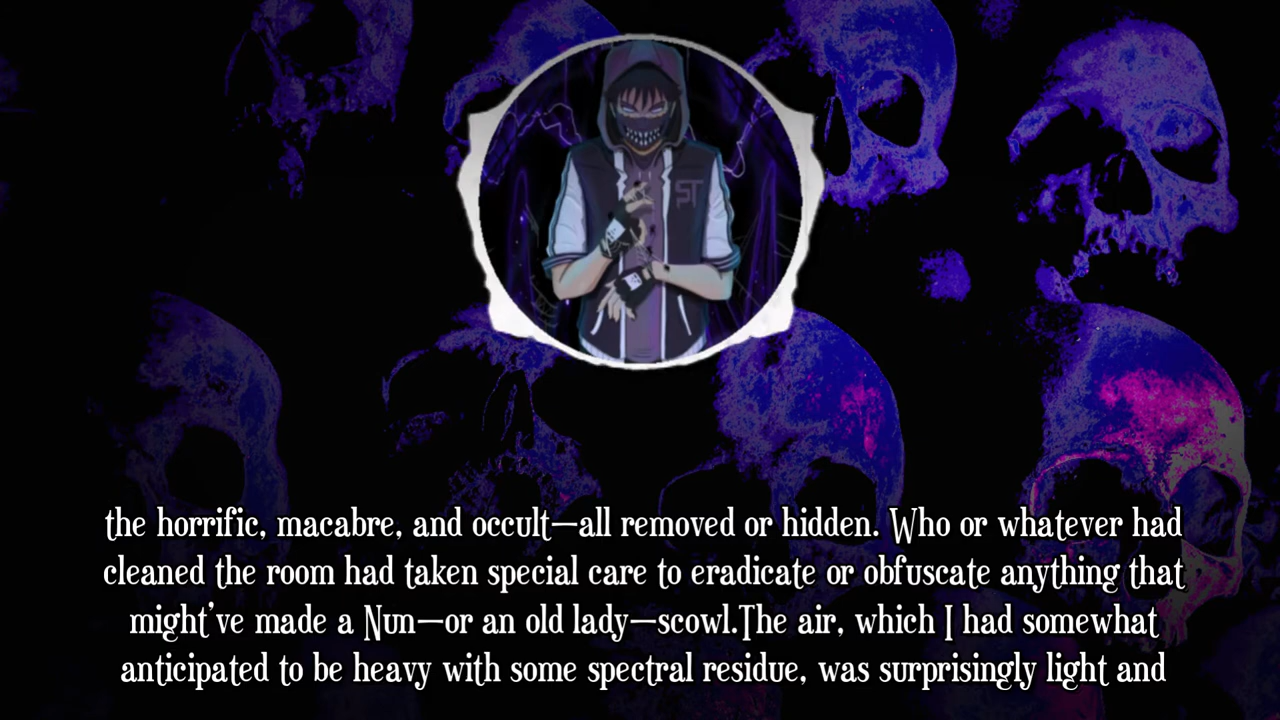 ST
the horrific, macabre, and occult—all removed or hidden. Who or whatever had
cleaned the room had taken special care to eradicate or obfuscate anything that
might've made a Nun—or an old lady—scowl.The air, which I had somewhat
anticipated to be heavy with some spectral residue, was surprisingly light and